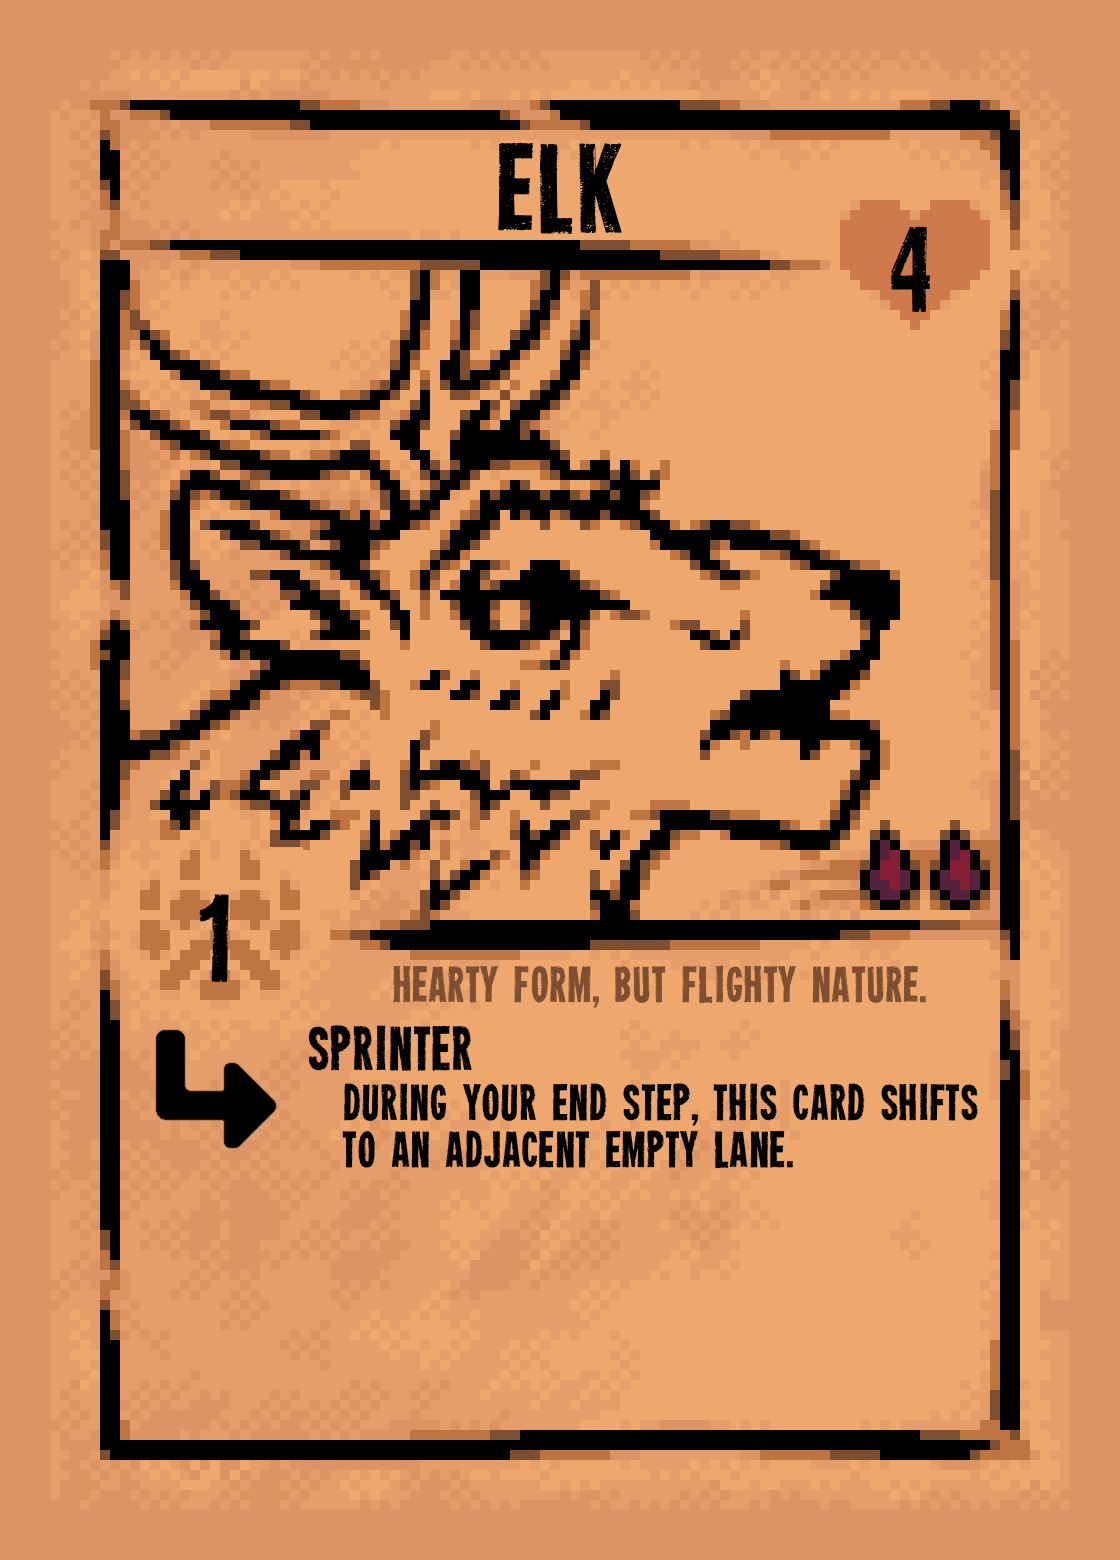 ELK
4
1
HEARTY FORM, BUT FLIGHTY NATURE.
SPRINTER
DURING YOUR END STEP, THIS CARD SHIFTS
TO AN ADJACENT EMPTY LANE.